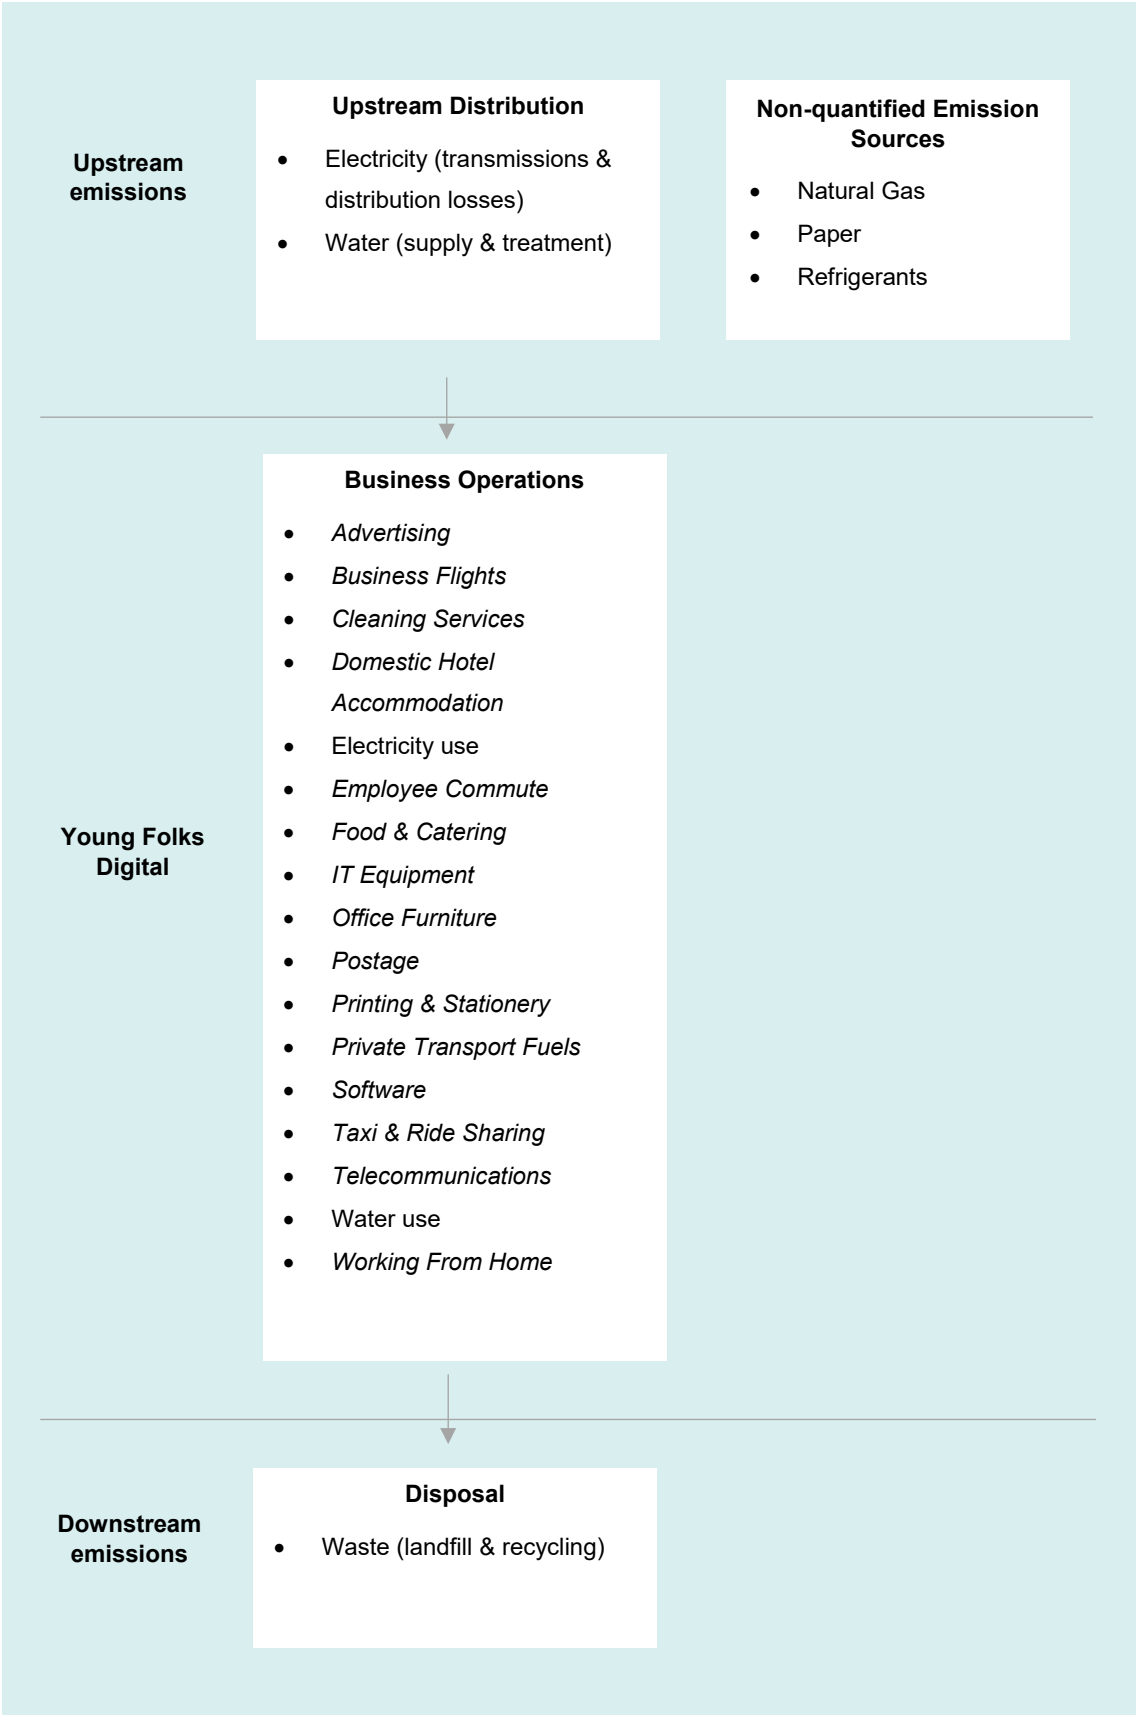 Upstream
emissions
Upstream Distribution
• Electricity (transmissions &
distribution losses)
• Water (supply & treatment)
Non-quantified Emission
Sources
• Natural Gas
• Paper
• Refrigerants
Young Folks
Digital
Business Operations
• Advertising
• Business Flights
• Cleaning Services
• Domestic Hotel
Accommodation
• Electricity use
• Employee Commute
• Food & Catering
• IT Equipment
• Office Furniture
• Postage
• Printing & Stationery
• Private Transport Fuels
• Software
• Taxi & Ride Sharing
• Telecommunications
• Water use
• Working From Home
Downstream
emissions
Disposal
• Waste (landfill & recycling)